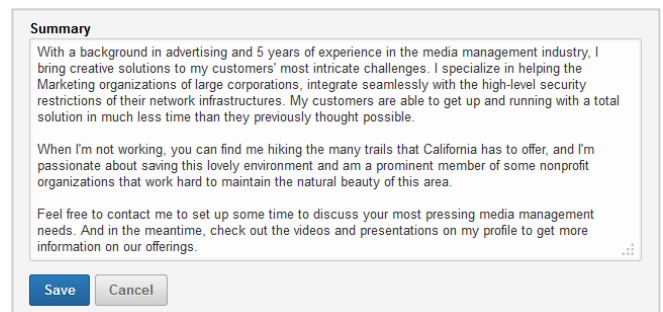 Summary
With a background in advertising and 5 years of experience in the media management industry, I
bring creative solutions to my customers' most intricate challenges. I specialize in helping the
Marketing organizations of large corporations, integrate seamlessly with the high-level security
restrictions of their network infrastructures. My customers are able to get up and running with a total
solution in much less time than they previously thought possible.
When I'm not working, you can find me hiking the many trails that California has to offer, and I'm
passionate about saving this lovely environment and am a prominent member of some nonprofit
organizations that work hard to maintain the natural beauty of this area.
Feel free to contact me to set up some time to discuss your most pressing media management
needs. And in the meantime, check out the videos and presentations on my profile to get more
information on our offerings.
Save Cancel